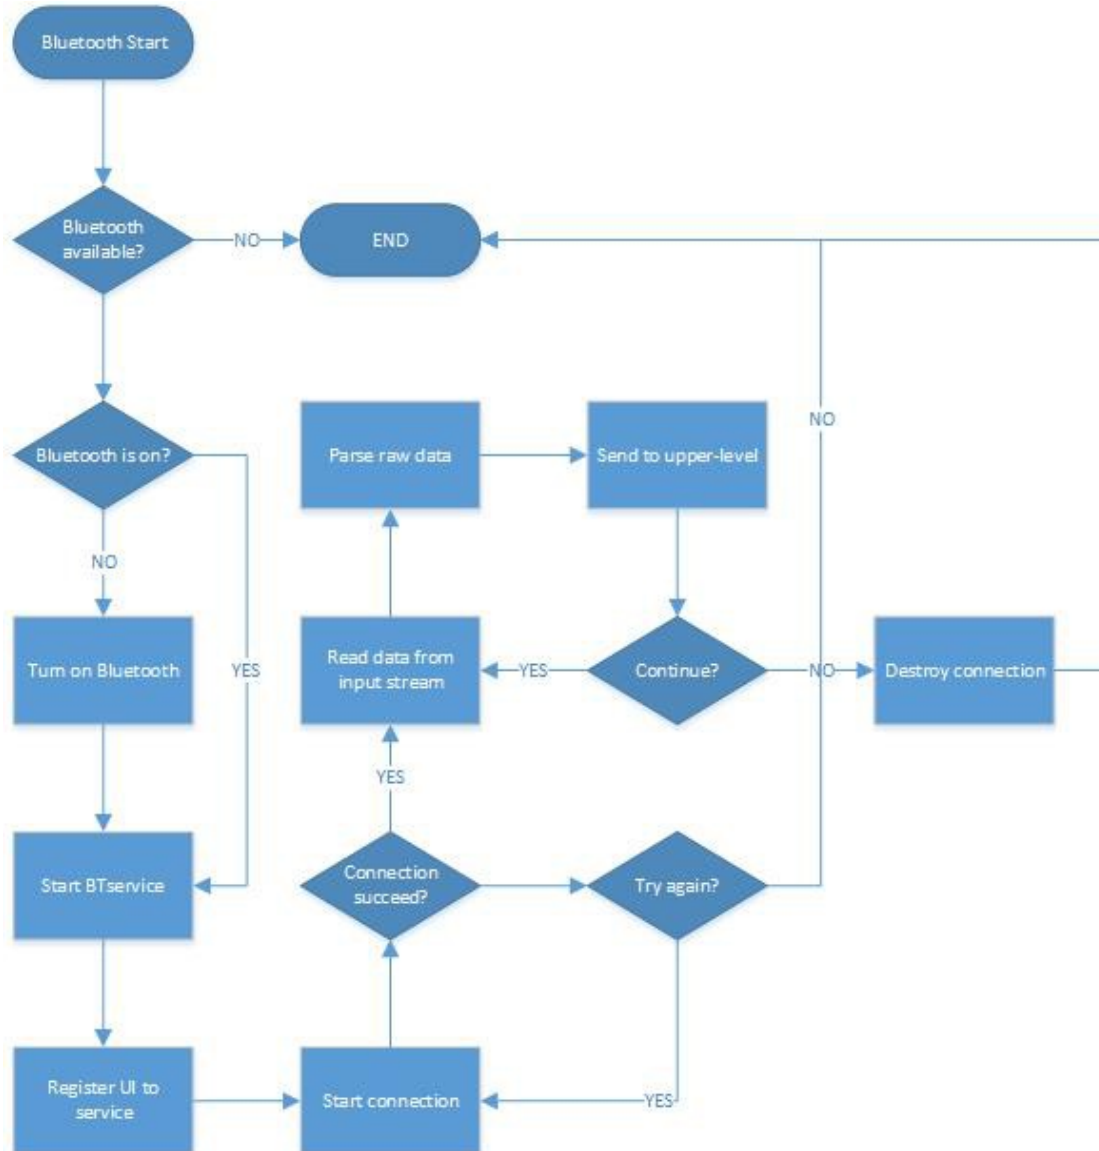 Bluetooth Start
Bluetooth
available?
NO
END
Bluetooth is on?
Parse raw data
Send to upper-level
NO
NO
Turn on Bluetooth
YES
Read data from
input stream
YES
Continue?
NO
Destroy connection
YES
Start BTservice
Connection
succeed?
Try again?
Register UI to
service
Start connection
YES